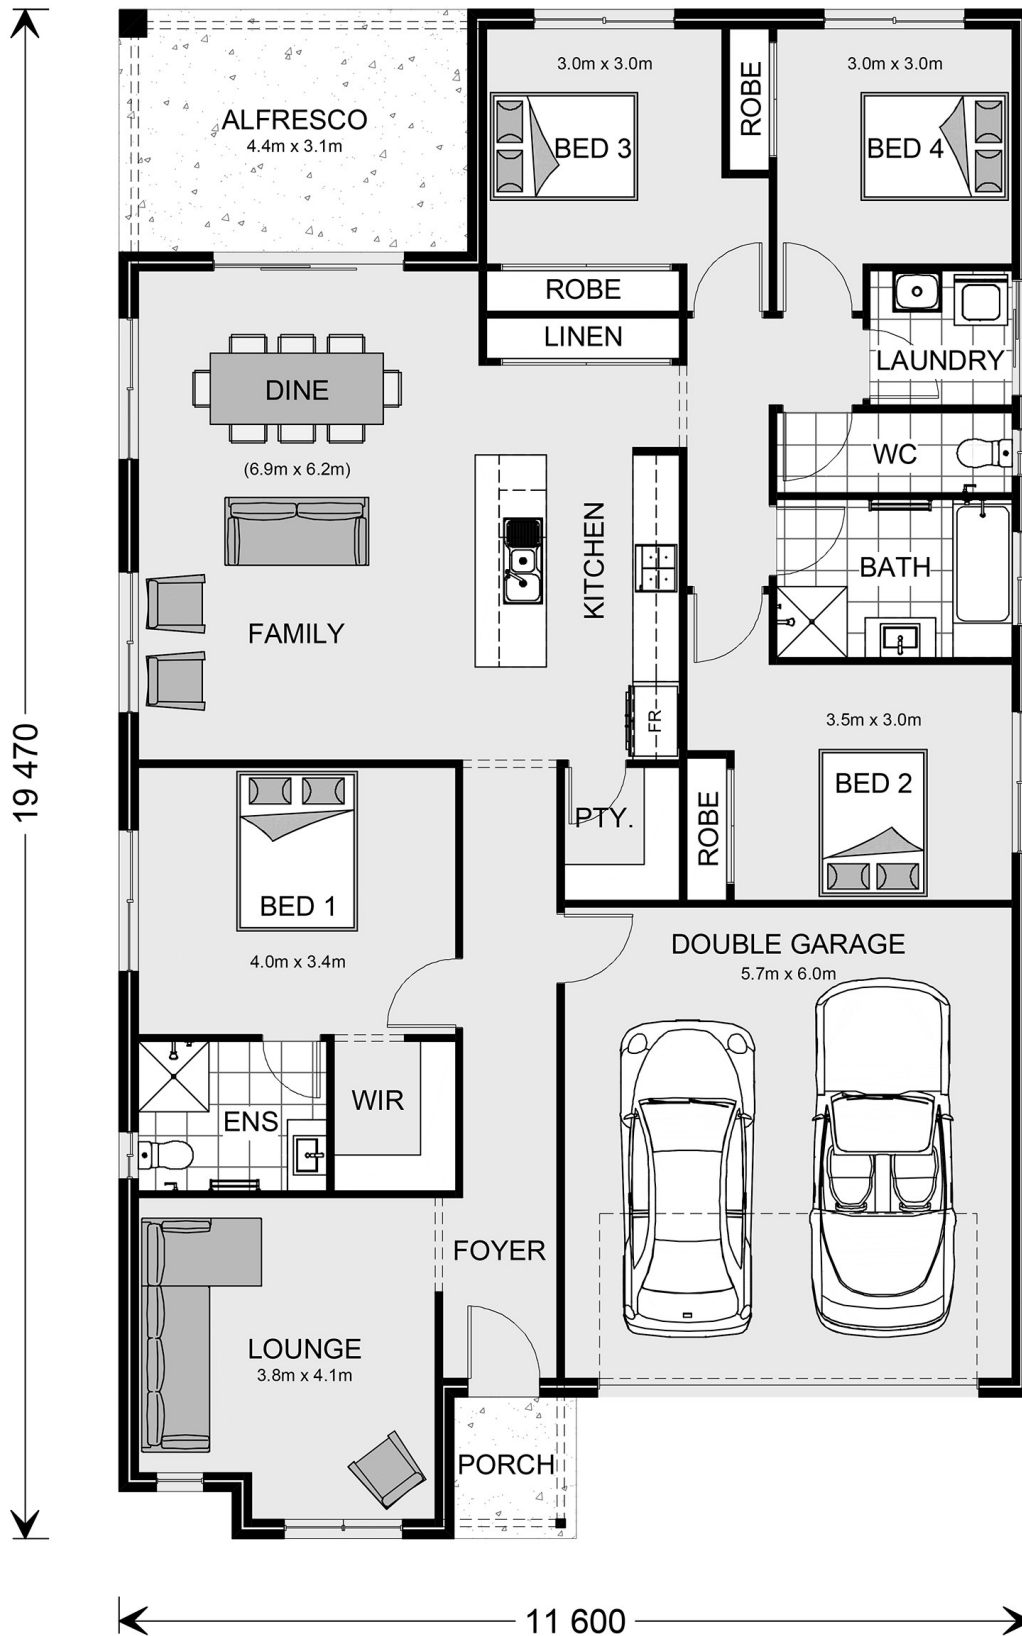 3.0m x 3.0m
ROBE
3.0m x 3.0m
ALFRESCO
4.4m x 3.1m
BED 3
BED 4
ROBE
LINEN
LAUNDRY
DINE
(6.9m x 6.2m)
WC
KITCHEN
BATH
FAMILY
FR
3.5m x 3.0m
19 470
BED 2
ROBE
PTY.
BED 1
4.0m x 3.4m
DOUBLE GARAGE
5.7m x 6.0m
WIR
ENS
FOYER
LOUNGE
3.8m x 4.1m
PORCH
11 600